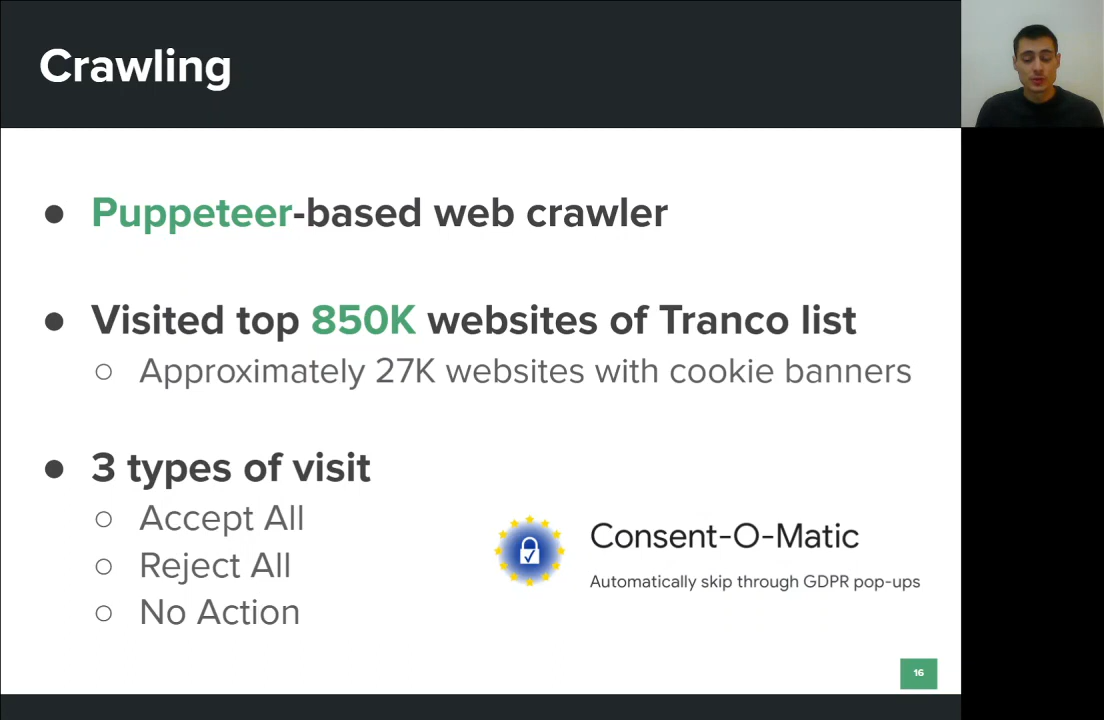 Crawling
● Puppeteer-based web crawler
● Visited top 850K websites of Tranco list
○ Approximately 27K websites with cookie banners
● 3 types of visit
○ Accept All
○ Reject All
○ No Action
Consent-O-Matic
Automatically skip through GDPR pop-ups
16